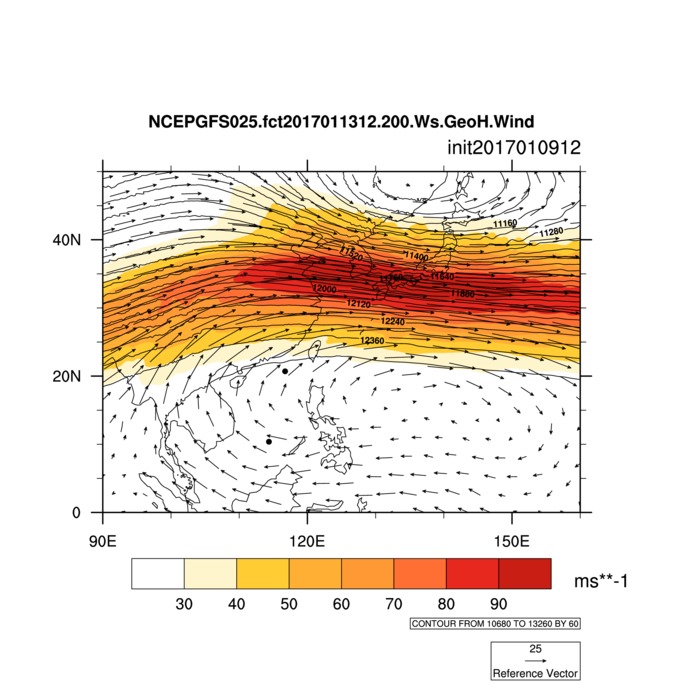 NCEPGFS025.fct2017011312.200.Ws.GeoH.Wind
init2017010912
11160
11280
40N
11520
11400
11760
11640
12000
11880
12120
12240
12360
20N
0
90E 120E 150E
ms**-1
30 40 50 60 70 80 90
CONTOUR FROM 10680 TO 13260 BY 60
25
Reference Vector